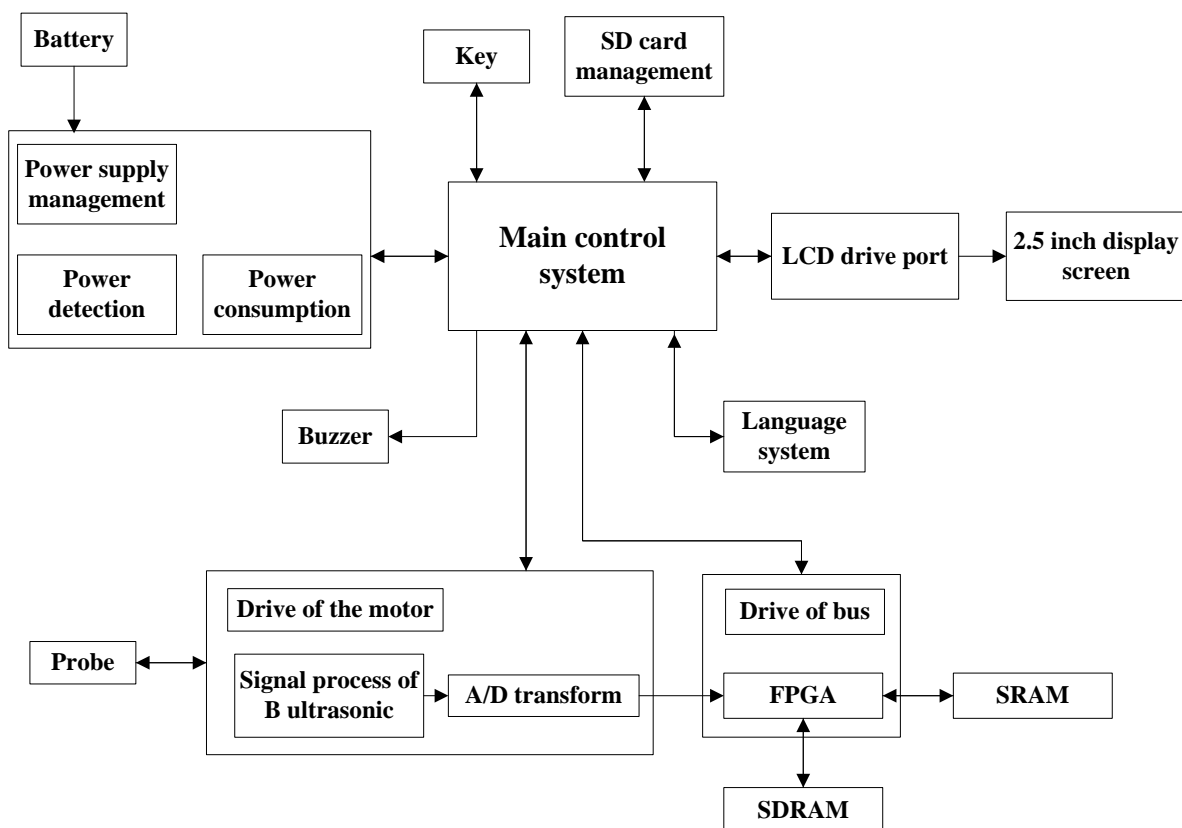 Battery
Key
SD card
management
Power supply
management
Power
detection
Power
consumption
Main control
system
LCD drive port
2.5 inch display
screen
Buzzer
Language
system
Drive of the motor
Drive of bus
Probe
Signal process of
B ultrasonic
A/D transform
FPGA
SRAM
SDRAM